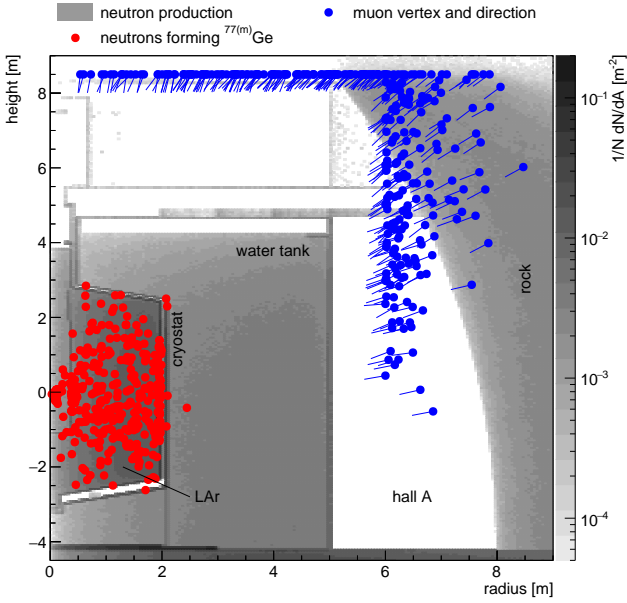 neutron production
muon vertex and direction
neutrons forming ⁷⁷⁽ᵐ⁾Ge
height [m]
8
6
4
2
0
−2
−4
0
2
4
6
8
radius [m]
water tank
cryostat
LAr
hall A
rock
1/N dN/dA [m⁻²]
10⁻¹
10⁻²
10⁻³
10⁻⁴